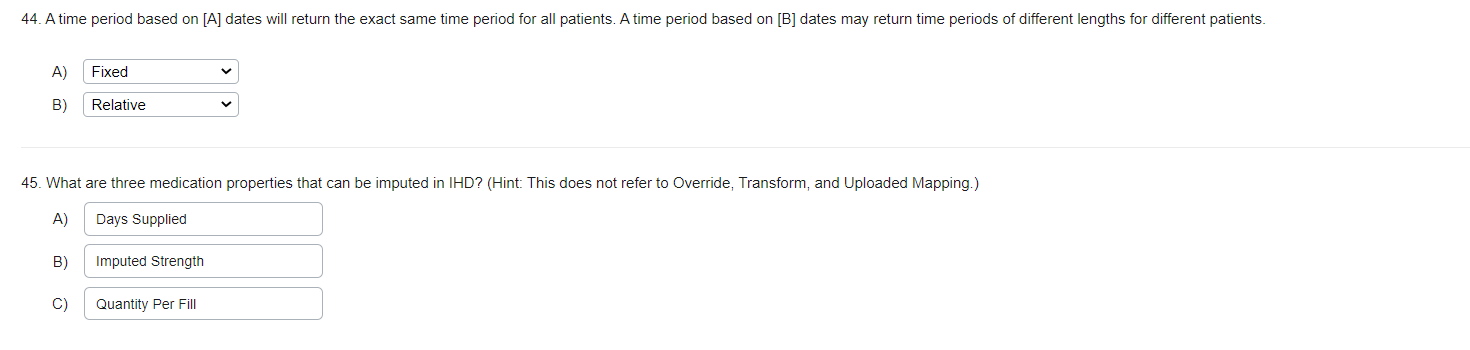 44. A time period based on [A] dates will return the exact same time period for all patients. A time period based on [B] dates may return time periods of different lengths for different patients.
A) Fixed
B) Relative
45. What are three medication properties that can be imputed in IHD? (Hint: This does not refer to Override, Transform, and Uploaded Mapping.)
A) Days Supplied
B) Imputed Strength
C) Quantity Per Fill